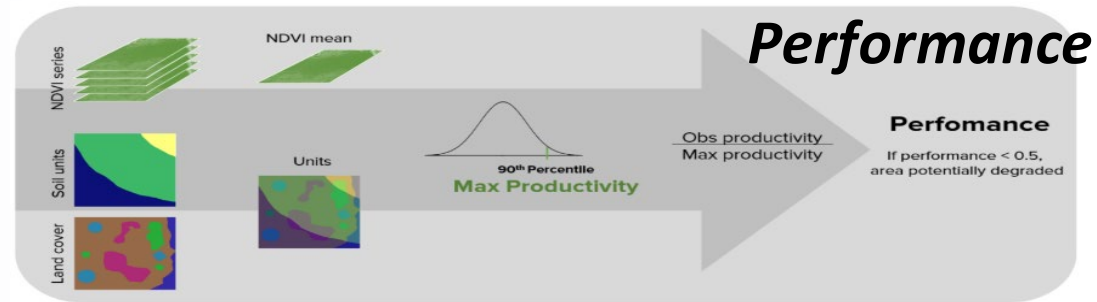 Performance
NDVI series
NDVI mean
Soil units
Units
Land cover
90th Percentile
Max Productivity
Obs productivity
Max productivity
Perfomance
If performance < 0.5,
area potentially degraded